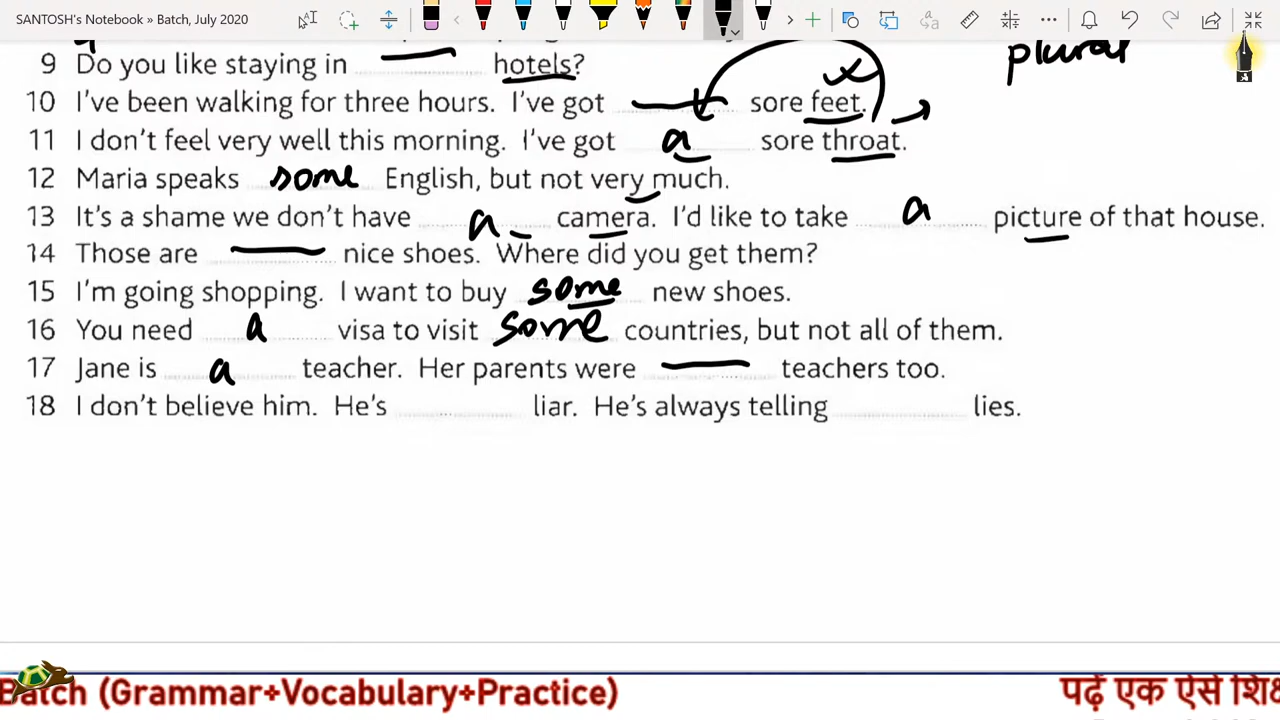 SANTOSH's Notebook » Batch, July 2020
plural
9 Do you like staying in — hotels?
10 I've been walking for three hours. I've got — sore feet.
11 I don't feel very well this morning. I've got a sore throat.
12 Maria speaks some English, but not very much.
13 It's a shame we don't have a camera. I'd like to take a picture of that house.
14 Those are — nice shoes. Where did you get them?
15 I'm going shopping. I want to buy some new shoes.
16 You need a visa to visit some countries, but not all of them.
17 Jane is a teacher. Her parents were — teachers too.
18 I don't believe him. He's ............ liar. He's always telling ............ lies.
Batch (Grammar+Vocabulary+Practice) पढ़ें एक ऐसे